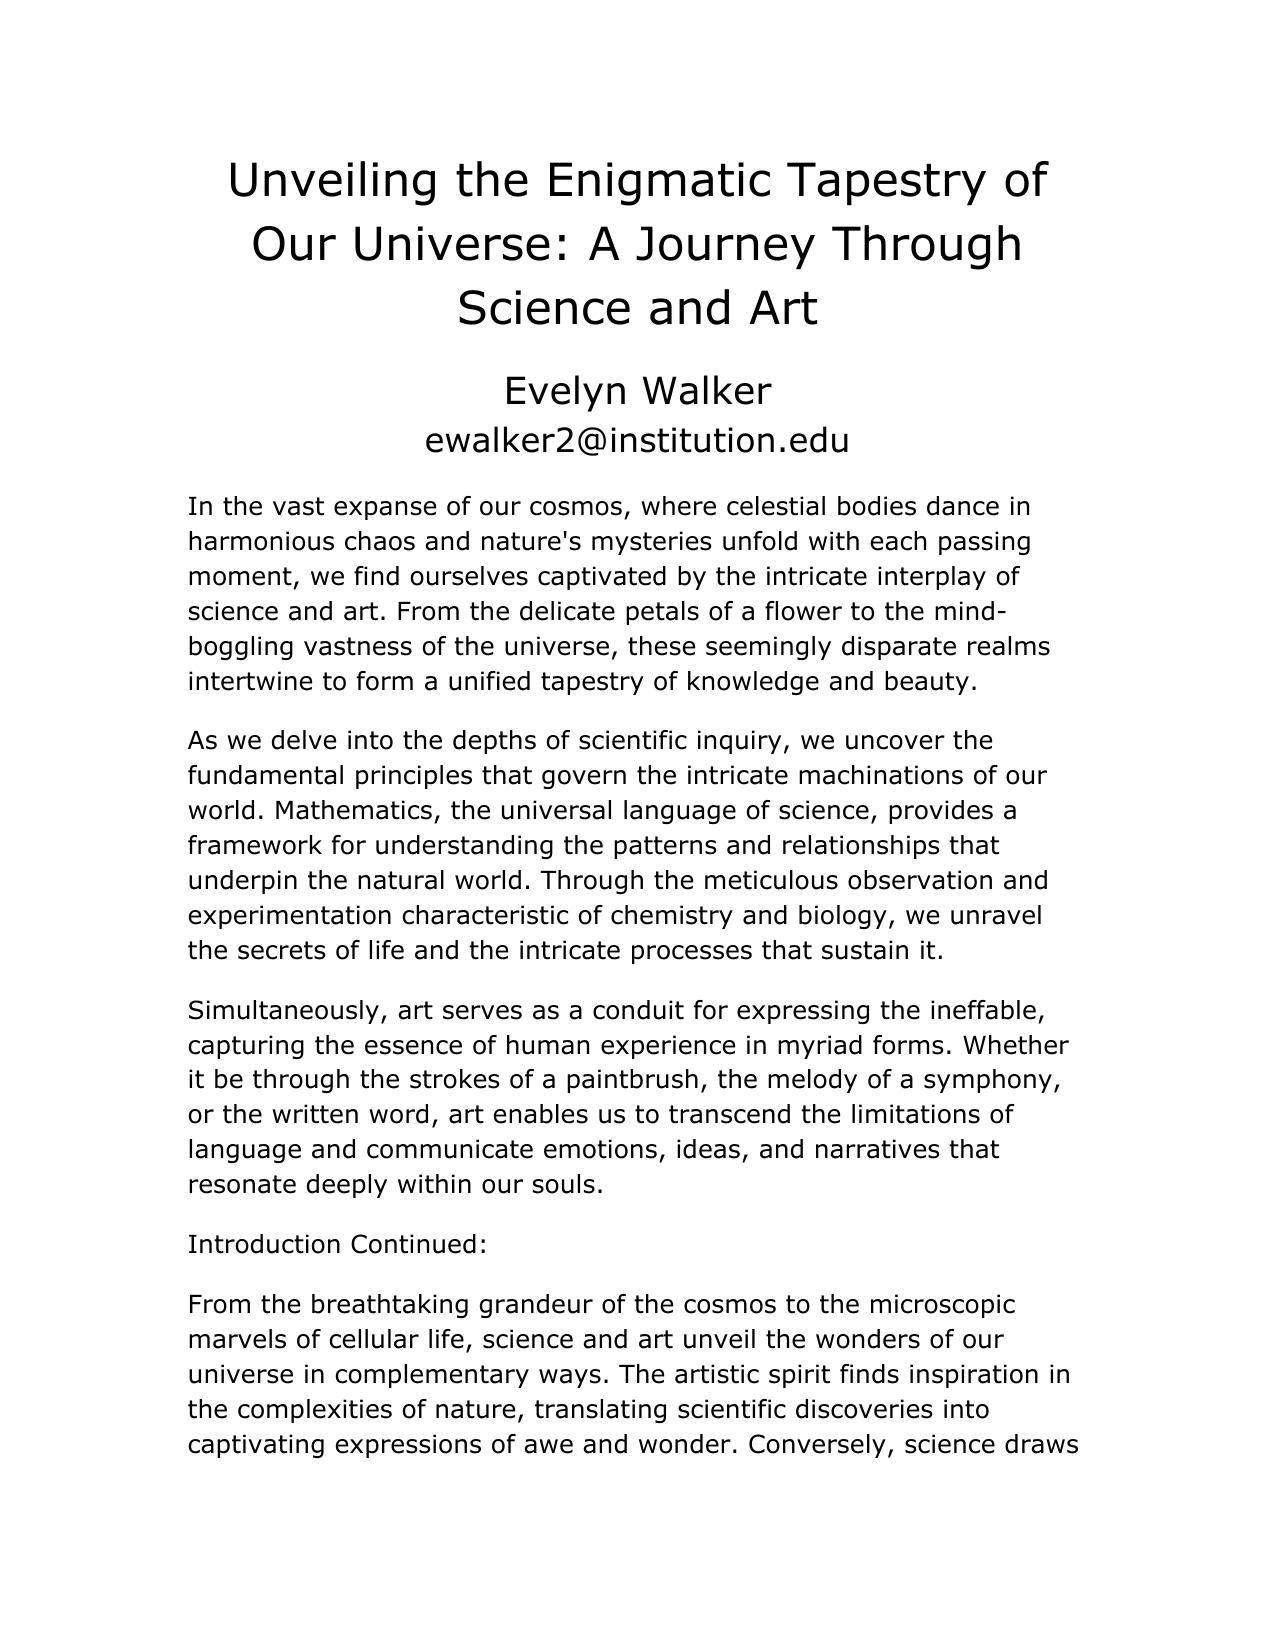 Unveiling the Enigmatic Tapestry of
Our Universe: A Journey Through
Science and Art
Evelyn Walker
ewalker2@institution.edu
In the vast expanse of our cosmos, where celestial bodies dance in
harmonious chaos and nature's mysteries unfold with each passing
moment, we find ourselves captivated by the intricate interplay of
science and art. From the delicate petals of a flower to the mind-
boggling vastness of the universe, these seemingly disparate realms
intertwine to form a unified tapestry of knowledge and beauty.
As we delve into the depths of scientific inquiry, we uncover the
fundamental principles that govern the intricate machinations of our
world. Mathematics, the universal language of science, provides a
framework for understanding the patterns and relationships that
underpin the natural world. Through the meticulous observation and
experimentation characteristic of chemistry and biology, we unravel
the secrets of life and the intricate processes that sustain it.
Simultaneously, art serves as a conduit for expressing the ineffable,
capturing the essence of human experience in myriad forms. Whether
it be through the strokes of a paintbrush, the melody of a symphony,
or the written word, art enables us to transcend the limitations of
language and communicate emotions, ideas, and narratives that
resonate deeply within our souls.
Introduction Continued:
From the breathtaking grandeur of the cosmos to the microscopic
marvels of cellular life, science and art unveil the wonders of our
universe in complementary ways. The artistic spirit finds inspiration in
the complexities of nature, translating scientific discoveries into
captivating expressions of awe and wonder. Conversely, science draws